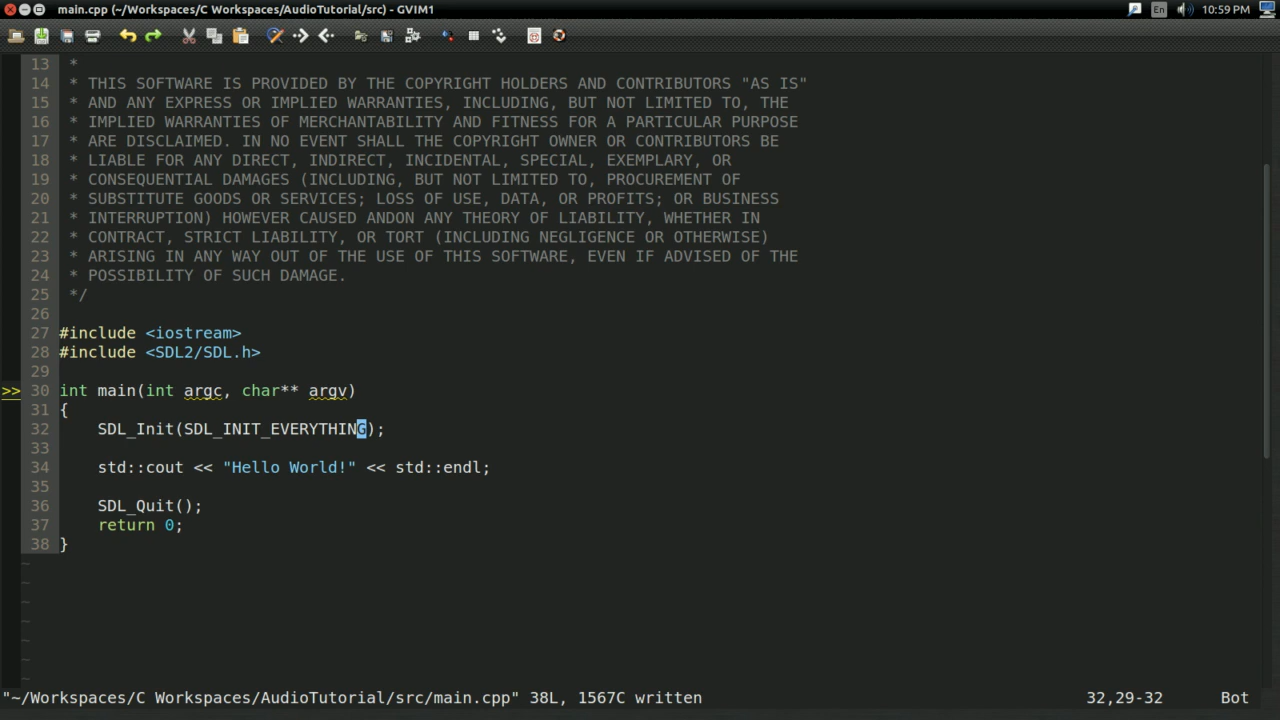 main.cpp (~/Workspaces/C Workspaces/AudioTutorial/src) - GVIM1
En
10:59 PM
13 *
14 * THIS SOFTWARE IS PROVIDED BY THE COPYRIGHT HOLDERS AND CONTRIBUTORS "AS IS"
15 * AND ANY EXPRESS OR IMPLIED WARRANTIES, INCLUDING, BUT NOT LIMITED TO, THE
16 * IMPLIED WARRANTIES OF MERCHANTABILITY AND FITNESS FOR A PARTICULAR PURPOSE
17 * ARE DISCLAIMED. IN NO EVENT SHALL THE COPYRIGHT OWNER OR CONTRIBUTORS BE
18 * LIABLE FOR ANY DIRECT, INDIRECT, INCIDENTAL, SPECIAL, EXEMPLARY, OR
19 * CONSEQUENTIAL DAMAGES (INCLUDING, BUT NOT LIMITED TO, PROCUREMENT OF
20 * SUBSTITUTE GOODS OR SERVICES; LOSS OF USE, DATA, OR PROFITS; OR BUSINESS
21 * INTERRUPTION) HOWEVER CAUSED ANDON ANY THEORY OF LIABILITY, WHETHER IN
22 * CONTRACT, STRICT LIABILITY, OR TORT (INCLUDING NEGLIGENCE OR OTHERWISE)
23 * ARISING IN ANY WAY OUT OF THE USE OF THIS SOFTWARE, EVEN IF ADVISED OF THE
24 * POSSIBILITY OF SUCH DAMAGE.
25 */
26
27 #include <iostream>
28 #include <SDL2/SDL.h>
29
>> 30 int main(int argc, char** argv)
31 {
32     SDL_Init(SDL_INIT_EVERYTHING);
33
34     std::cout << "Hello World!" << std::endl;
35
36     SDL_Quit();
37     return 0;
38 }
~
~
~
~
~
~
~
"~/Workspaces/C Workspaces/AudioTutorial/src/main.cpp" 38L, 1567C written 32,29-32 Bot